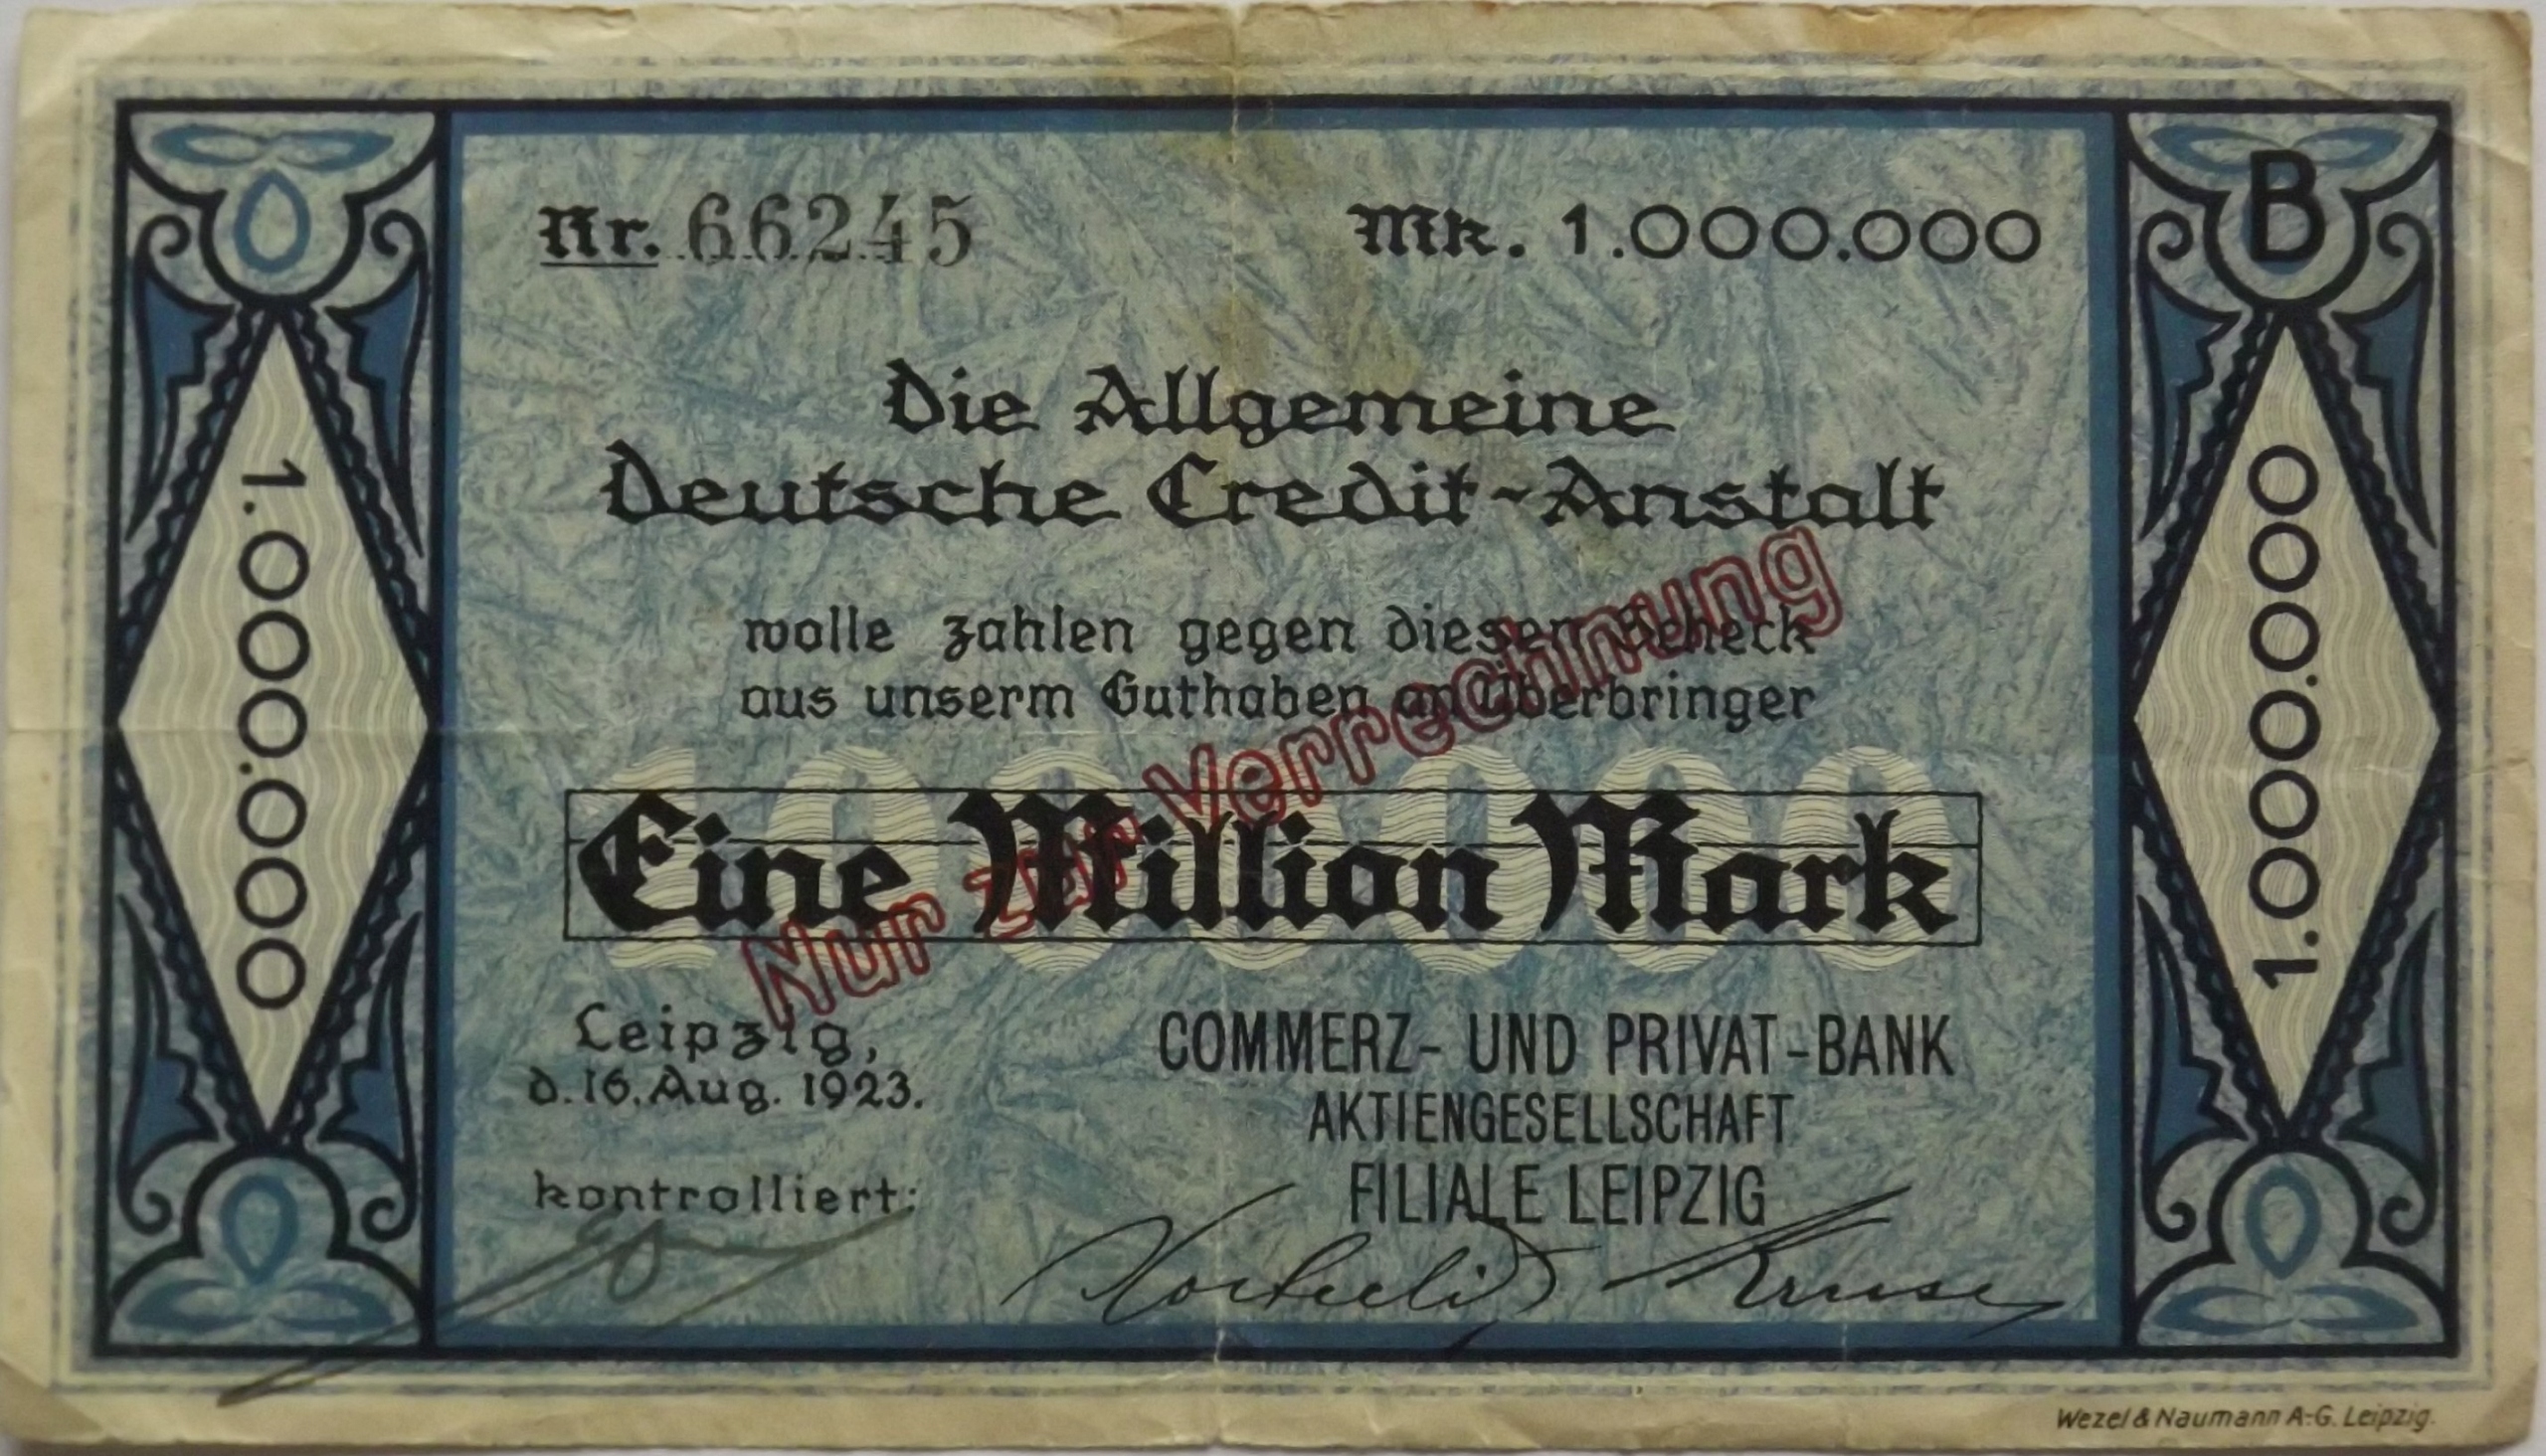 Nr. 66245
Mk. 1.000.000
B
Die Allgemeine
Deutsche Credit-Anstalt
wolle zahlen gegen diesen Scheck
aus unserm Guthaben an Überbringer
1000000
Eine Million Mark
Nur zur Verrechnung
1.000.000
1.000.000
Leipzig,
d. 16. Aug. 1923.
kontrolliert:
COMMERZ- UND PRIVAT-BANK
AKTIENGESELLSCHAFT
FILIALE LEIPZIG
Kruse
Wezel & Naumann A-G. Leipzig.